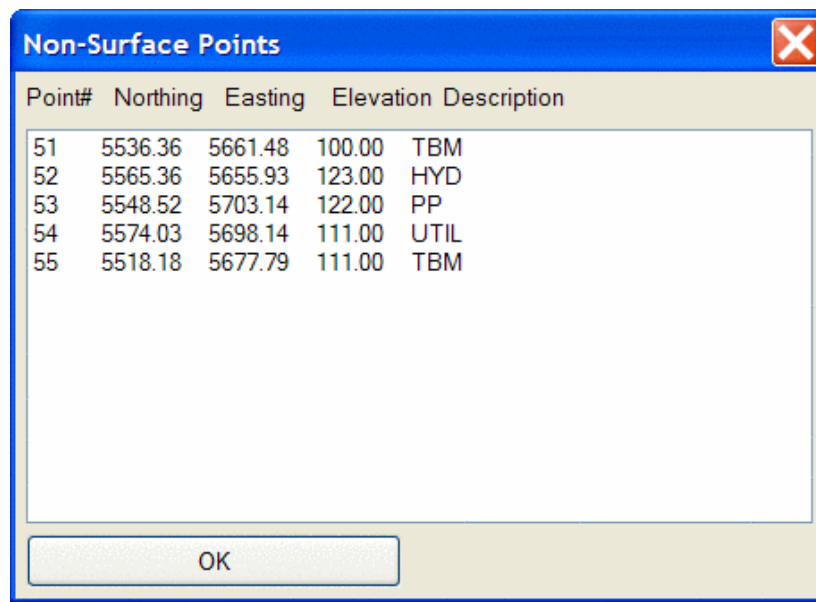 Non-Surface Points
Point# Northing Easting Elevation Description
51 5536.36 5661.48 100.00 TBM
52 5565.36 5655.93 123.00 HYD
53 5548.52 5703.14 122.00 PP
54 5574.03 5698.14 111.00 UTIL
55 5518.18 5677.79 111.00 TBM
OK